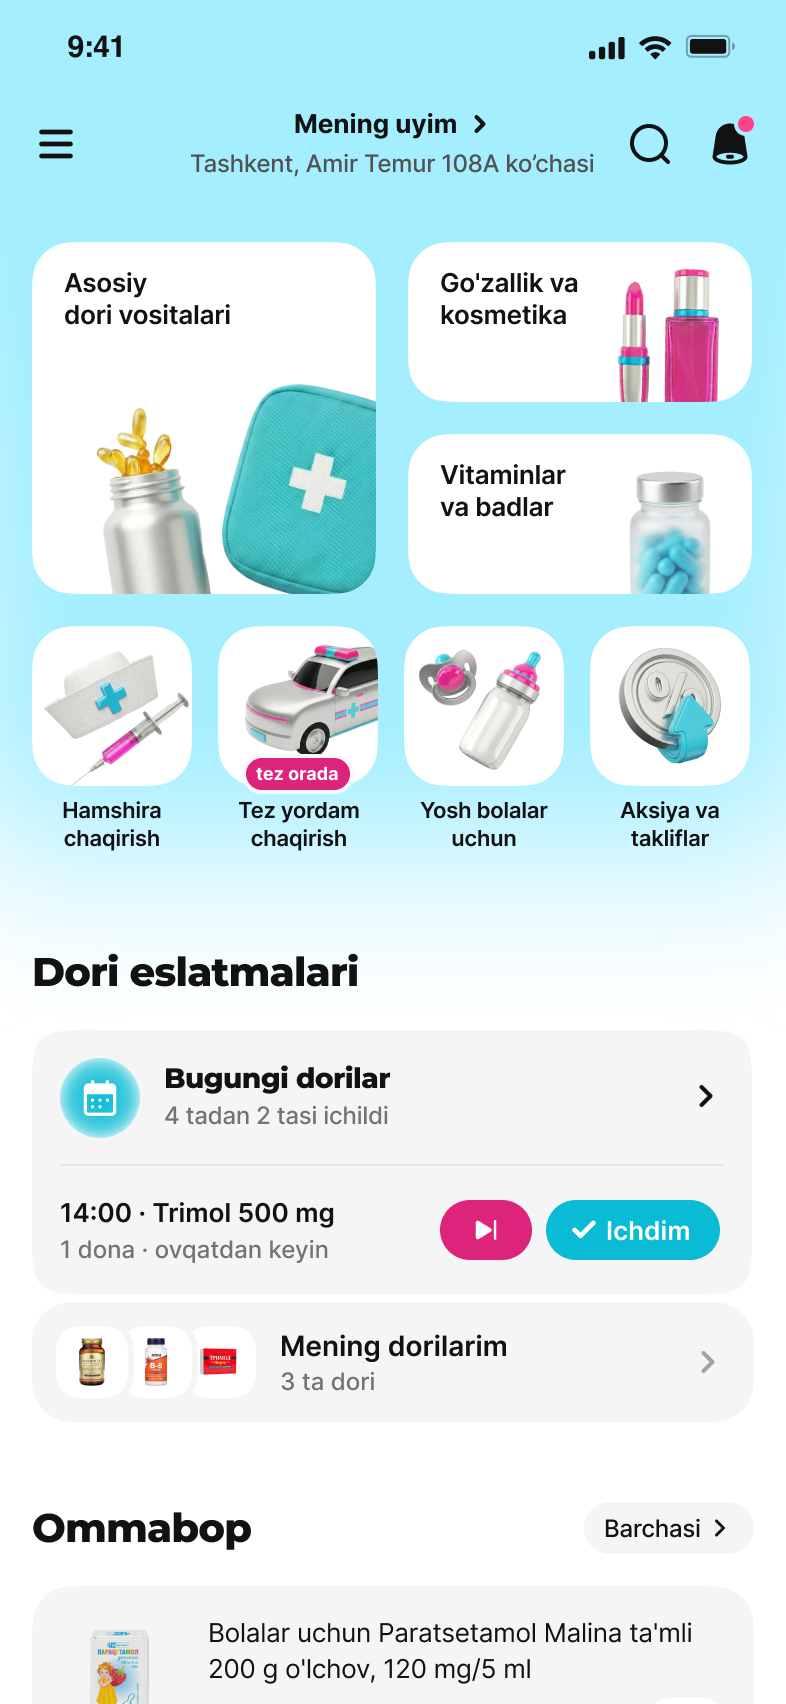 9:41
Mening uyim
Tashkent, Amir Temur 108A ko’chasi
Asosiy
dori vositalari
Go'zallik va
kosmetika
Vitaminlar
va badlar
tez orada
Hamshira
chaqirish
Tez yordam
chaqirish
Yosh bolalar
uchun
Aksiya va
takliflar
Dori eslatmalari
Bugungi dorilar
4 tadan 2 tasi ichildi
14:00 · Trimol 500 mg
1 dona · ovqatdan keyin
Ichdim
B-6
ТРИМОЛ
Mening dorilarim
3 ta dori
Ommabop
Barchasi
ПАРАЦЕТАМОЛ
Bolalar uchun Paratsetamol Malina ta'mli
200 g o'lchov, 120 mg/5 ml